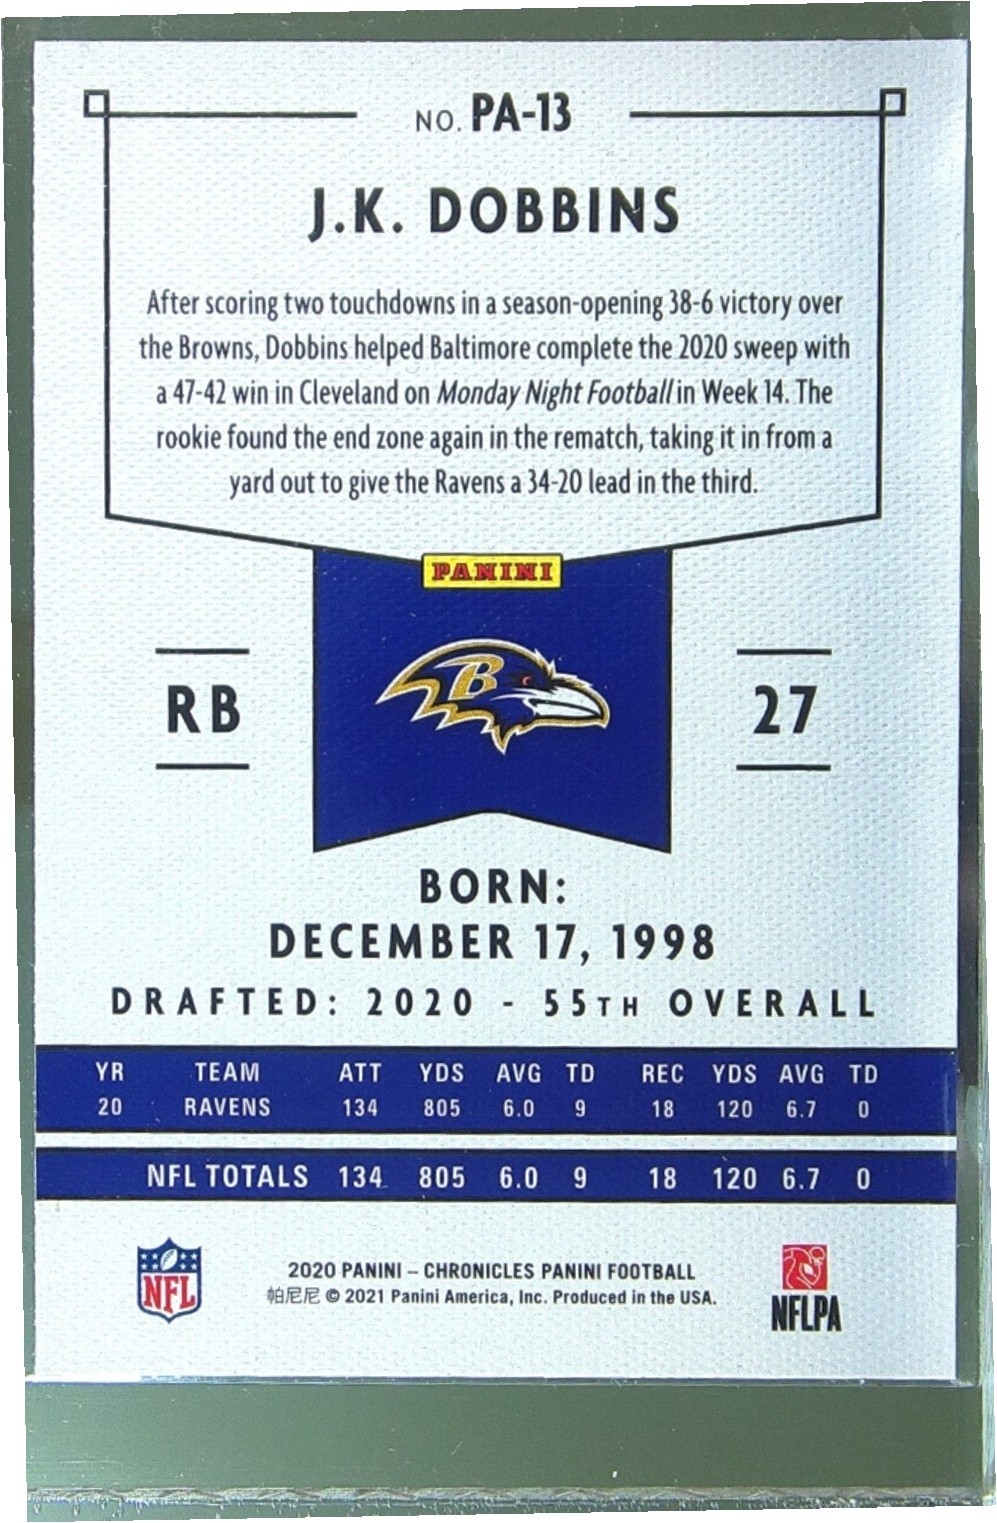 NO. PA-13
J.K. DOBBINS
After scoring two touchdowns in a season-opening 38-6 victory over
the Browns, Dobbins helped Baltimore complete the 2020 sweep with
a 47-42 win in Cleveland on Monday Night Football in Week 14. The
rookie found the end zone again in the rematch, taking it in from a
yard out to give the Ravens a 34-20 lead in the third.
PANINI
B
RB 27
BORN:
DECEMBER 17, 1998
DRAFTED: 2020 - 55TH OVERALL
YR TEAM ATT YDS AVG TD REC YDS AVG TD
20 RAVENS 134 805 6.0 9 18 120 6.7 0
NFL TOTALS 134 805 6.0 9 18 120 6.7 0
NFL
2020 PANINI – CHRONICLES PANINI FOOTBALL
帕尼尼 © 2021 Panini America, Inc. Produced in the USA.
NFLPA